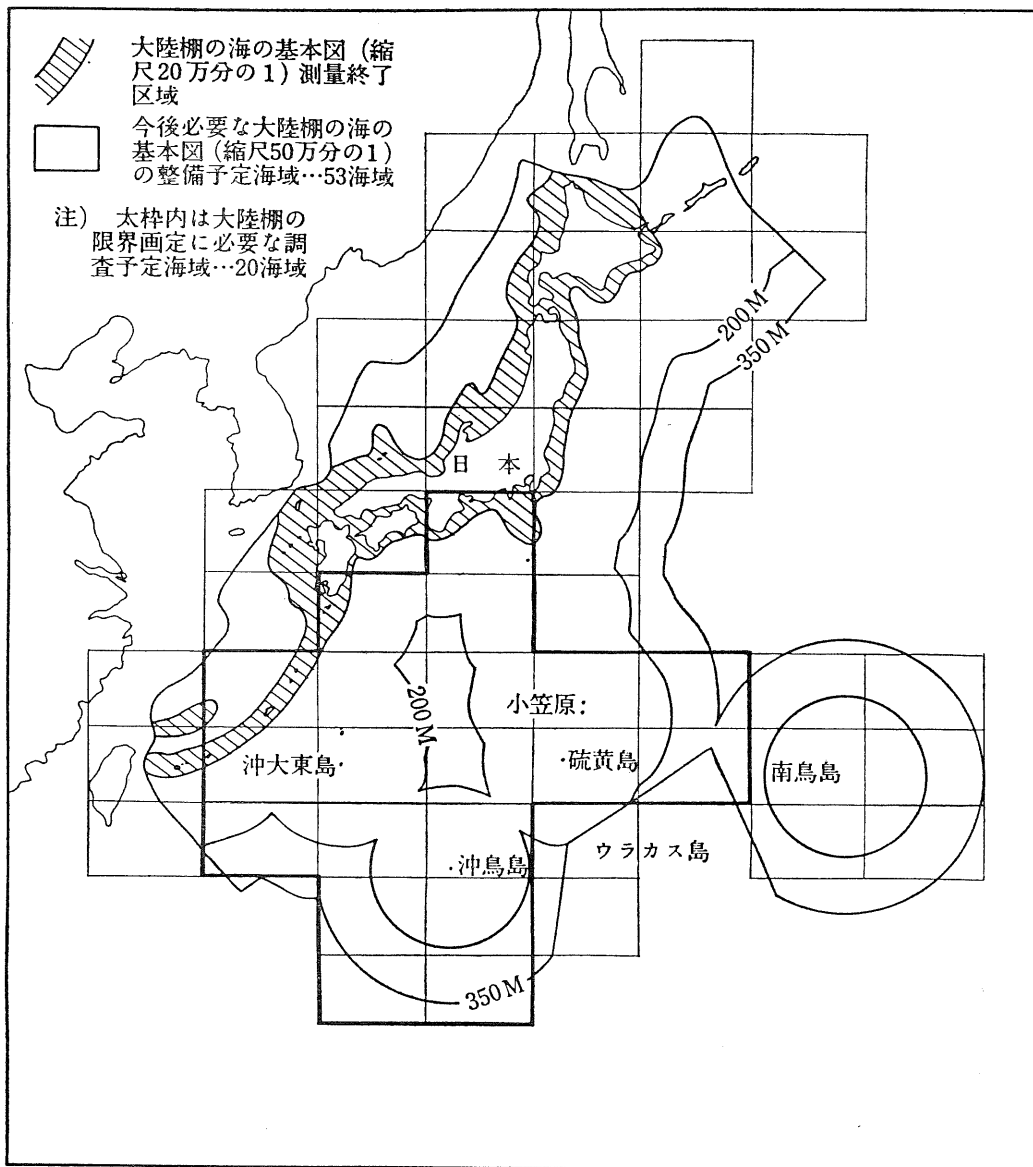 大陸棚の海の基本図（縮
尺20万分の1）測量終了
区域
今後必要な大陸棚の海の
基本図（縮尺50万分の1）
の整備予定海域…53海域
注）　太枠内は大陸棚の
限界画定に必要な調
査予定海域…20海域
200M
350M
日　本
200M
小笠原:
沖大東島・
・硫黄島
南鳥島
・沖鳥島
ウラカス島
350M